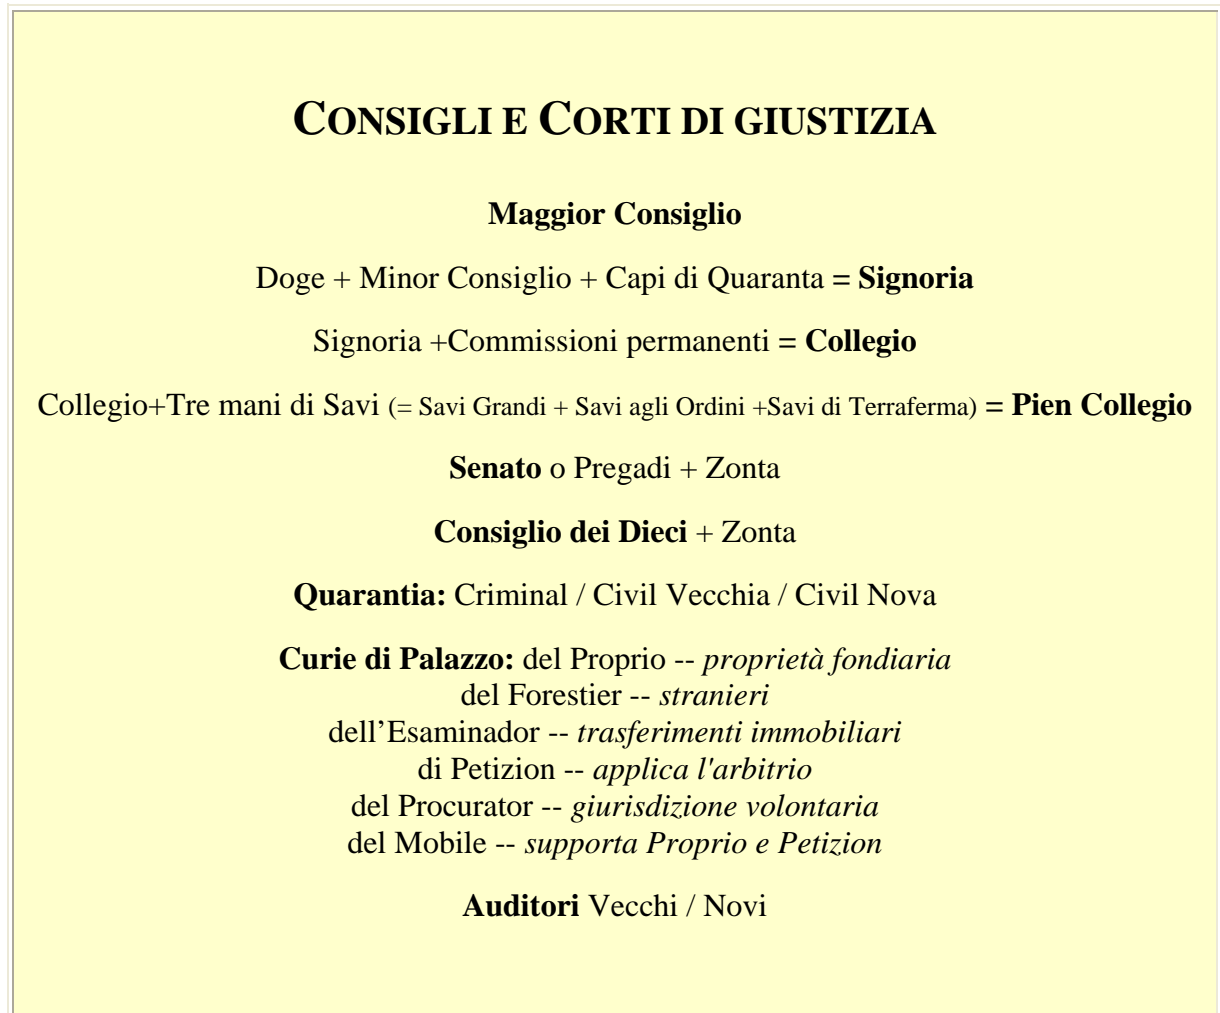 CONSIGLI E CORTI DI GIUSTIZIA
Maggior Consiglio
Doge + Minor Consiglio + Capi di Quaranta = Signoria
Signoria +Commissioni permanenti = Collegio
Collegio+Tre mani di Savi (= Savi Grandi + Savi agli Ordini +Savi di Terraferma) = Pien Collegio
Senato o Pregadi + Zonta
Consiglio dei Dieci + Zonta
Quarantia: Criminal / Civil Vecchia / Civil Nova
Curie di Palazzo: del Proprio -- proprietà fondiaria
del Forestier -- stranieri
dell’Esaminador -- trasferimenti immobiliari
di Petizion -- applica l'arbitrio
del Procurator -- giurisdizione volontaria
del Mobile -- supporta Proprio e Petizion
Auditori Vecchi / Novi